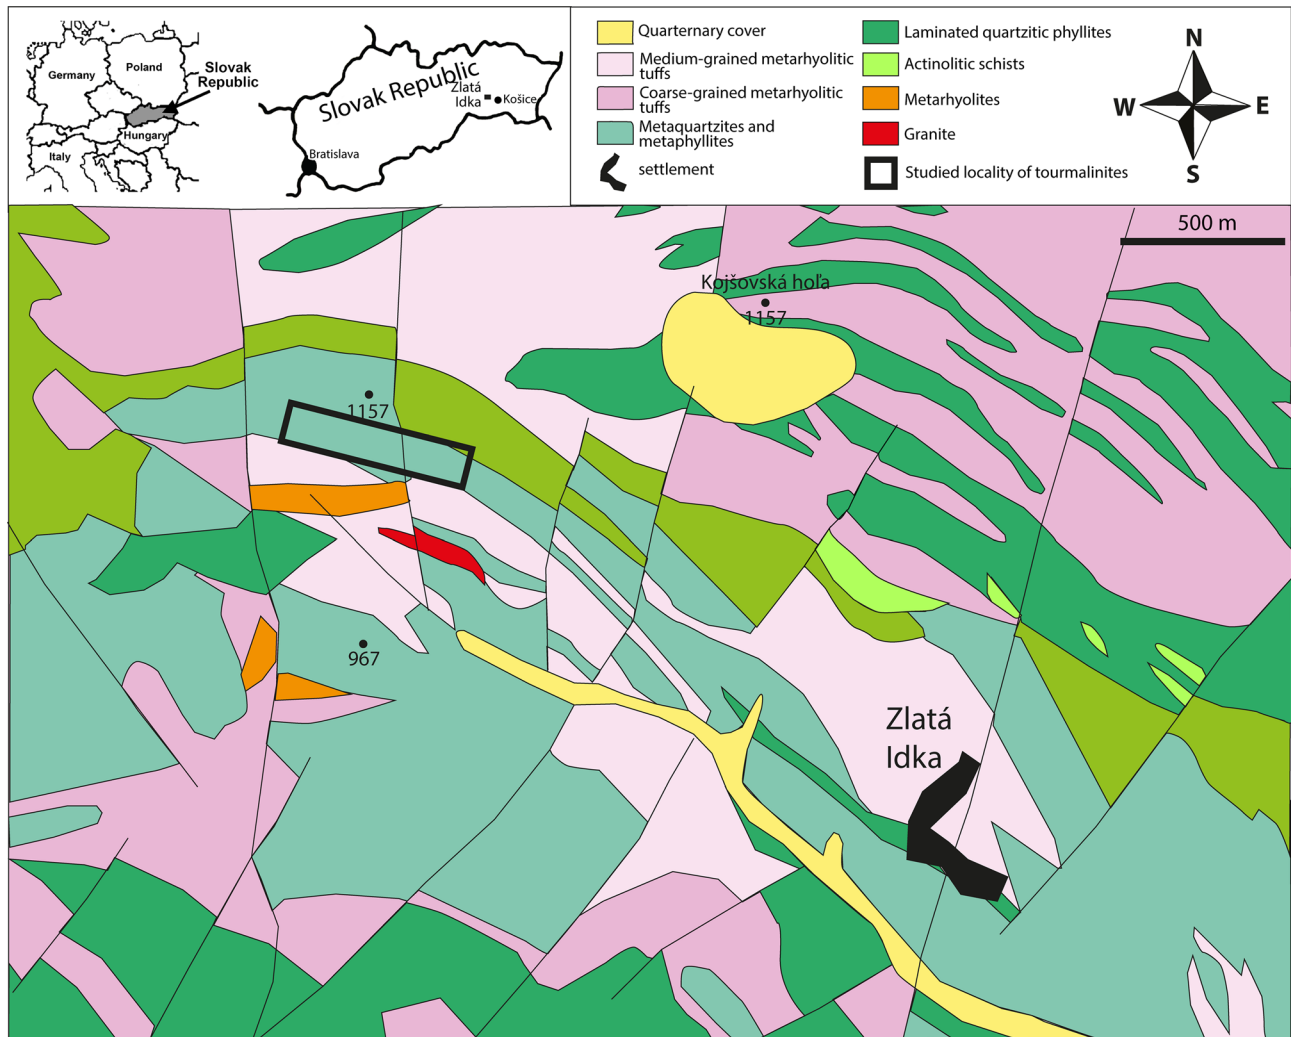 Germany
Poland
Slovak
Republic
Hungary
Italy
Slovak Republic
Zlatá
Idka
Košice
Bratislava
Quarternary cover
Medium-grained metarhyolitic
tuffs
Coarse-grained metarhyolitic
tuffs
Metaquartzites and
metaphyllites
settlement
Laminated quartzitic phyllites
Actinolitic schists
Metarhyolites
Granite
Studied locality of tourmalinites
N
W
E
S
500 m
Kojšovská hoľa
1157
1157
967
Zlatá
Idka